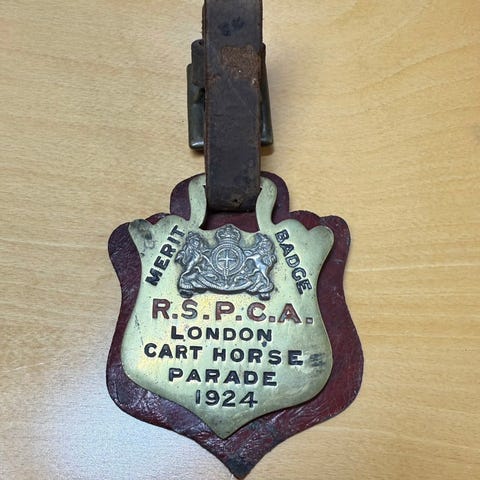 MERIT BADGE
R.S.P.C.A.
LONDON
CART HORSE
PARADE
1924